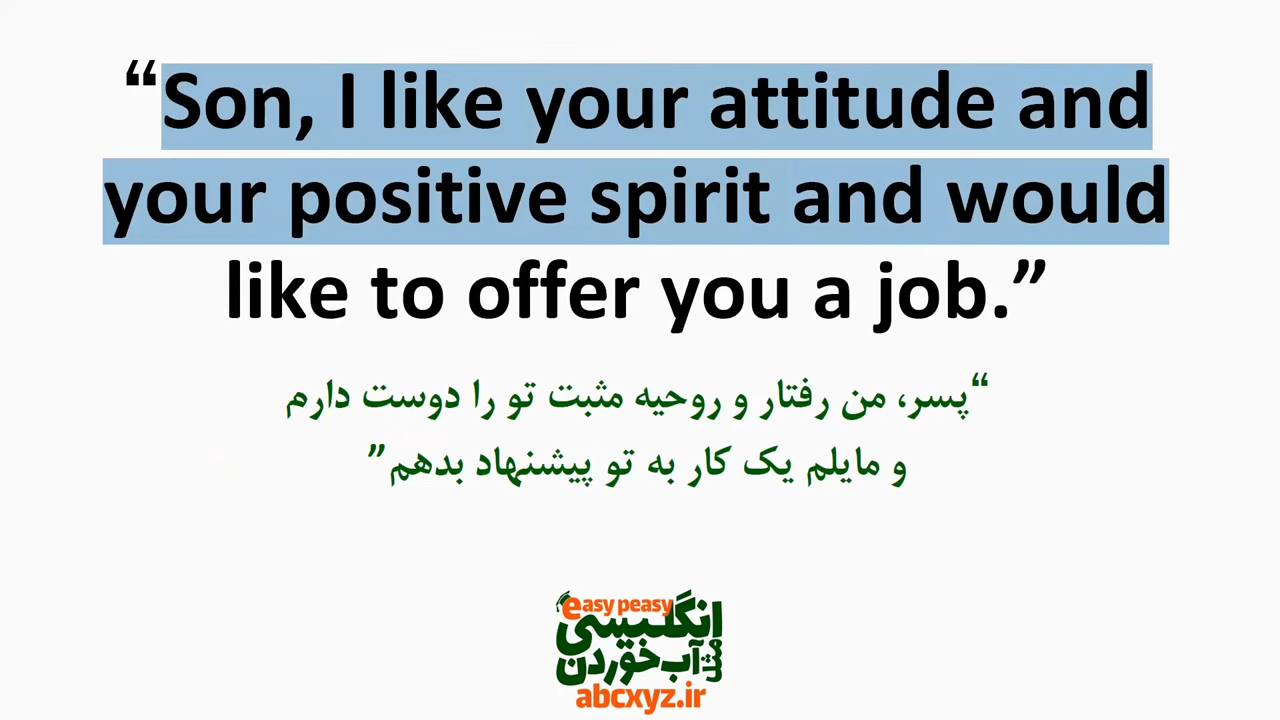 “Son, I like your attitude and
your positive spirit and would
like to offer you a job.”
“پسر، من رفتار و روحیه مثبت تو را دوست دارم
و مایلم یک کار به تو پیشنهاد بدهم”
easy peasy
انگلیسی
مثل آب خوردن
abcxyz.ir